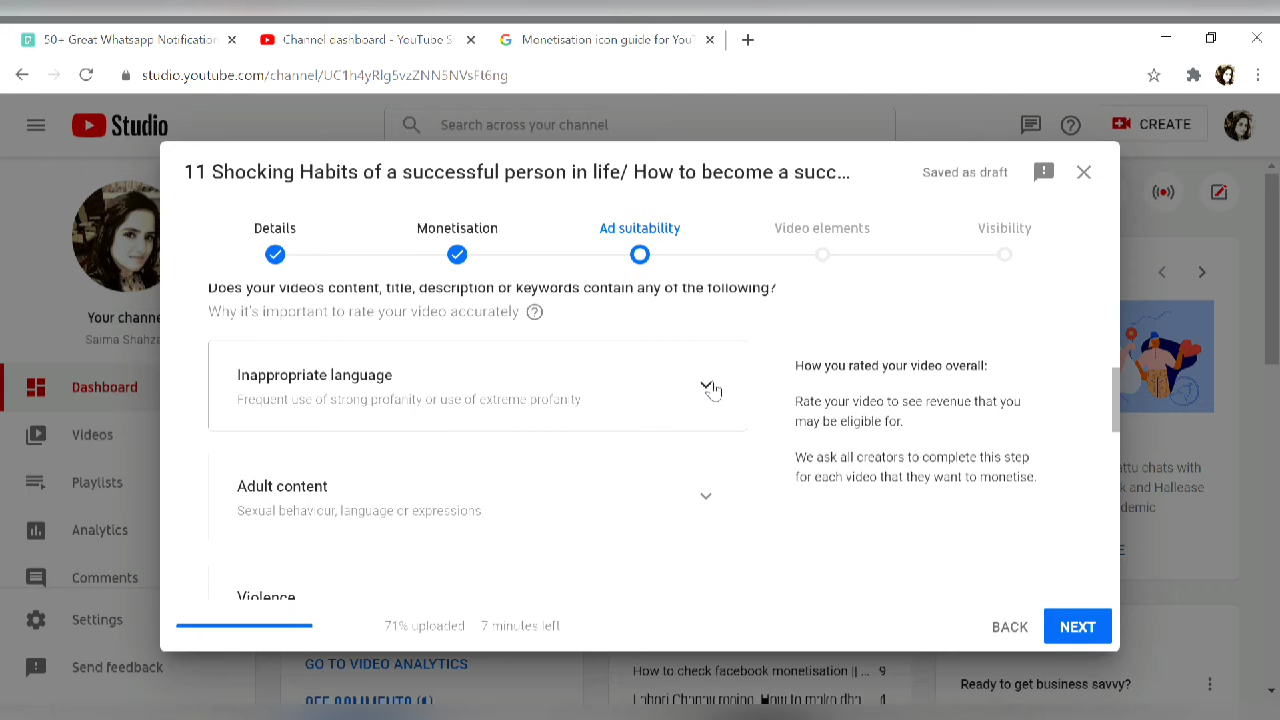 50+ Great Whatsapp Notification
Channel dashboard - YouTube S
Monetisation icon guide for You
studio.youtube.com/channel/UC1h4yRlg5vzZNN5NVsFt6ng
Studio
Search across your channel
CREATE
11 Shocking Habits of a successful person in life/ How to become a succ...
Saved as draft
Details
Monetisation
Ad suitability
Video elements
Visibility
Does your video's content, title, description or keywords contain any of the following?
Why it's important to rate your video accurately
Inappropriate language
Frequent use of strong profanity or use of extreme profanity
Adult content
Sexual behaviour, language or expressions
Violence
How you rated your video overall:
Rate your video to see revenue that you
may be eligible for.
We ask all creators to complete this step
for each video that they want to monetise.
71% uploaded
7 minutes left
BACK
NEXT
Your channe
Saima Shahza
Dashboard
Videos
Playlists
Analytics
Comments
Settings
Send feedback
GO TO VIDEO ANALYTICS
How to check facebook monetisation || ...
9
attu chats with
k and Hallease
demic
Ready to get business savvy?